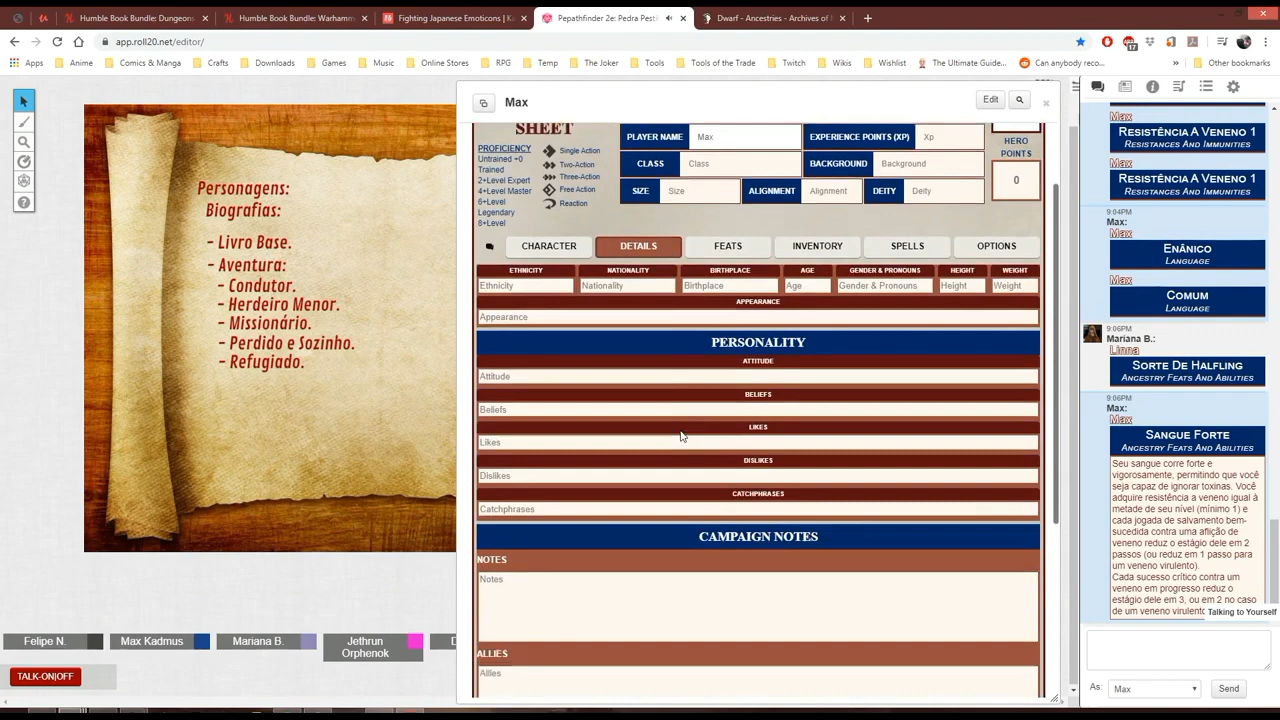 Humble Book Bundle: Dungeons
Humble Book Bundle: Warhamm
Fighting Japanese Emoticons | Ka
Pepathfinder 2e: Pedra Pesti
Dwarf - Ancestries - Archives of
app.roll20.net/editor/
Apps
Anime
Comics & Manga
Crafts
Downloads
Games
Music
Online Stores
RPG
Temp
The Joker
Tools
Tools of the Trade
Twitch
Wikis
Wishlist
The Ultimate Guide...
Can anybody reco...
Other bookmarks
Personagens:
Biografias:
- Livro Base.
- Aventura:
- Condutor.
- Herdeiro Menor.
- Missionário.
- Perdido e Sozinho.
- Refugiado.
Felipe N.
Max Kadmus
Mariana B.
Jethrun
Orphenok
TALK-ON|OFF
Max
Edit
SHEET
PROFICIENCY
Untrained +0
Trained
2+Level Expert
4+Level Master
6+Level
Legendary
8+Level
Single Action
Two-Action
Three-Action
Free Action
Reaction
PLAYER NAME Max
EXPERIENCE POINTS (XP) Xp
CLASS Class
BACKGROUND Background
SIZE Size
ALIGNMENT Alignment
DEITY Deity
HERO
POINTS
0
CHARACTER
DETAILS
FEATS
INVENTORY
SPELLS
OPTIONS
ETHNICITY NATIONALITY BIRTHPLACE AGE GENDER & PRONOUNS HEIGHT WEIGHT
Ethnicity Nationality Birthplace Age Gender & Pronouns Height Weight
APPEARANCE
Appearance
PERSONALITY
ATTITUDE
Attitude
BELIEFS
Beliefs
LIKES
Likes
DISLIKES
Dislikes
CATCHPHRASES
Catchphrases
CAMPAIGN NOTES
NOTES
Notes
ALLIES
Allies
17
Max
Resistência A Veneno 1
Resistances And Immunities
Max
Resistência A Veneno 1
Resistances And Immunities
9:04PM
Max:
Max
Enânico
Language
Max
Comum
Language
9:06PM
Mariana B.:
Linna
Sorte De Halfling
Ancestry Feats And Abilities
9:06PM
Max:
Max
Sangue Forte
Ancestry Feats And Abilities
Seu sangue corre forte e
vigorosamente, permitindo que você
seja capaz de ignorar toxinas. Você
adquire resistência a veneno igual à
metade de seu nível (mínimo 1) e
cada jogada de salvamento bem-
sucedida contra uma aflição de
veneno reduz o estágio dele em 2
passos (ou reduz em 1 passo para
um veneno virulento).
Cada sucesso crítico contra um
veneno em progresso reduz o
estágio dele em 3, ou em 2 no caso
de um veneno virulento
Talking to Yourself
As:
Max
Send